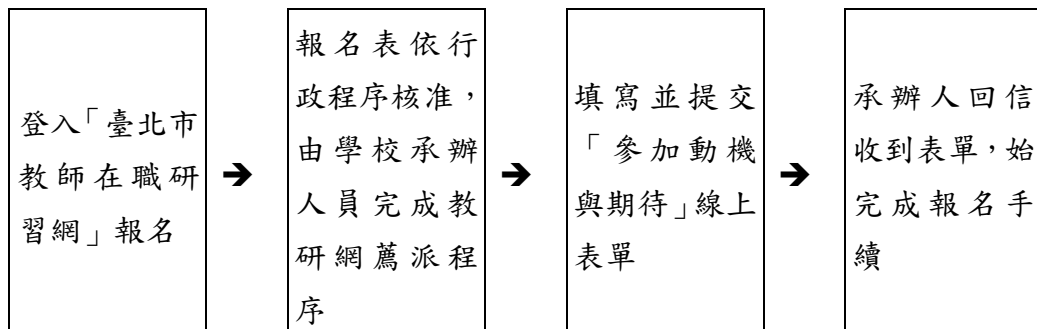 登入「臺北市
教師在職研
習網」報名
➔
報名表依行
政程序核准，
由學校承辦
人員完成教
研網薦派程
序
➔
填寫並提交
「參加動機
與期待」線上
表單
➔
承辦人回信
收到表單，始
完成報名手
續